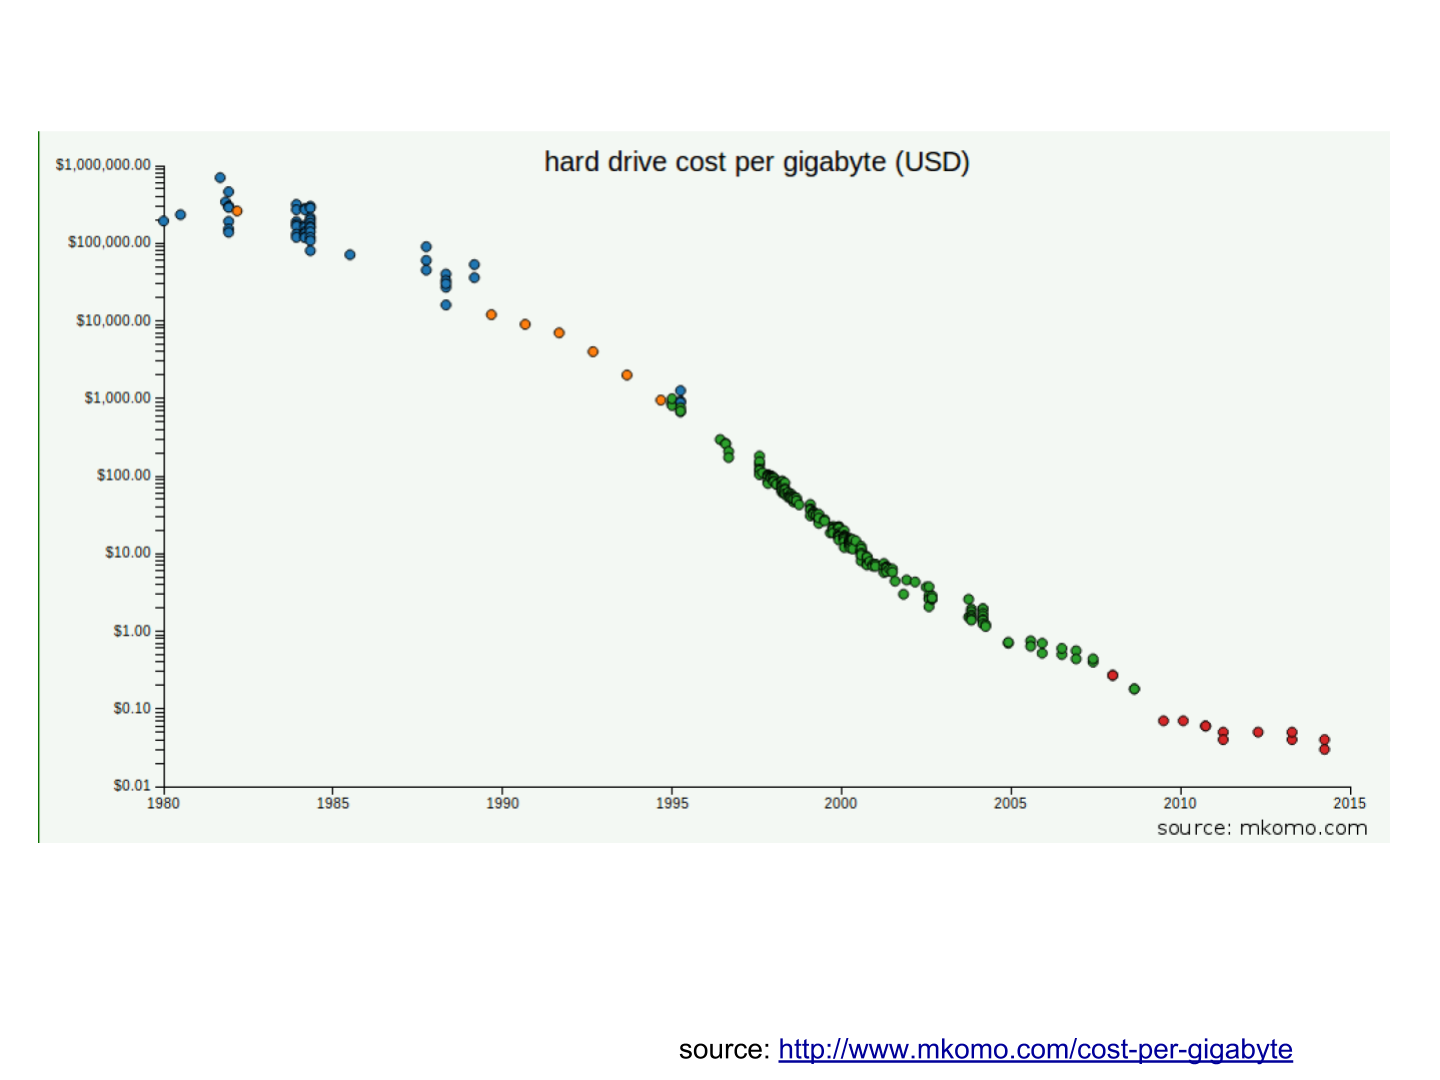 hard drive cost per gigabyte (USD)
$1,000,000.00
$100,000.00
$10,000.00
$1,000.00
$100.00
$10.00
$1.00
$0.10
$0.01
1980 1985 1990 1995 2000 2005 2010 2015
source: mkomo.com
source: http://www.mkomo.com/cost-per-gigabyte